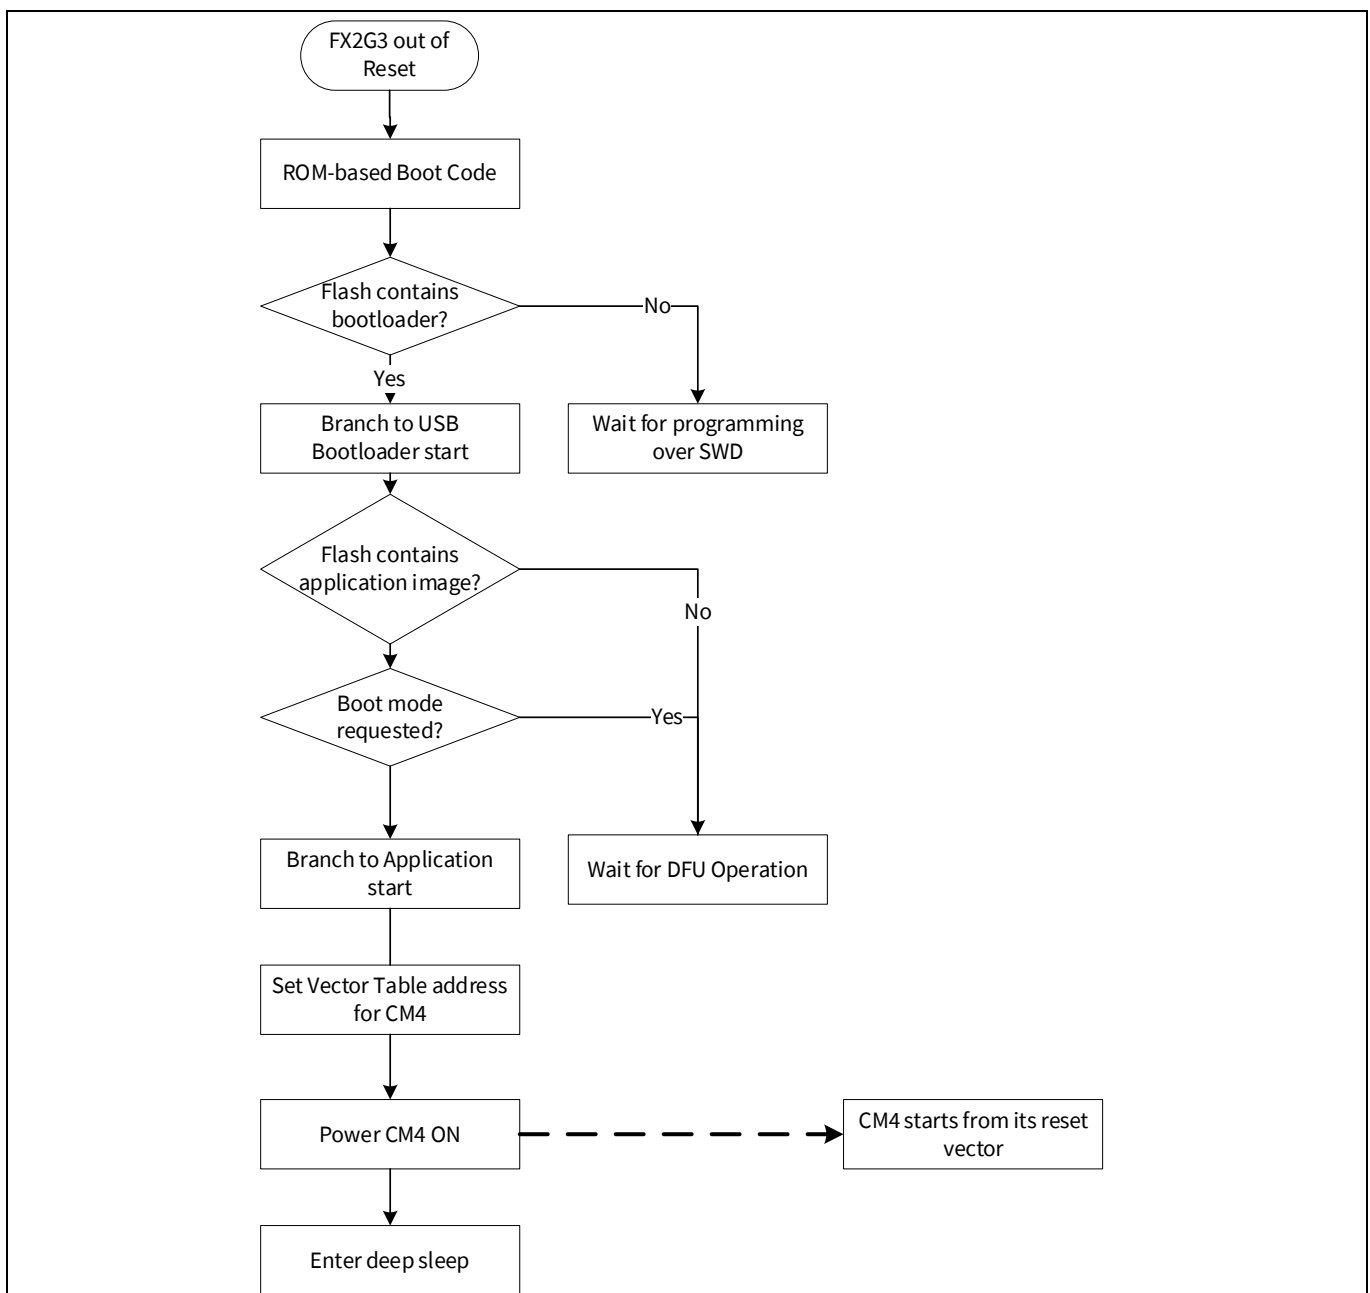 FX2G3 out of
Reset
ROM-based Boot Code
Flash contains
bootloader?
No
Yes
Branch to USB
Bootloader start
Wait for programming
over SWD
Flash contains
application image?
No
Boot mode
requested?
Yes
Branch to Application
start
Wait for DFU Operation
Set Vector Table address
for CM4
Power CM4 ON
CM4 starts from its reset
vector
Enter deep sleep